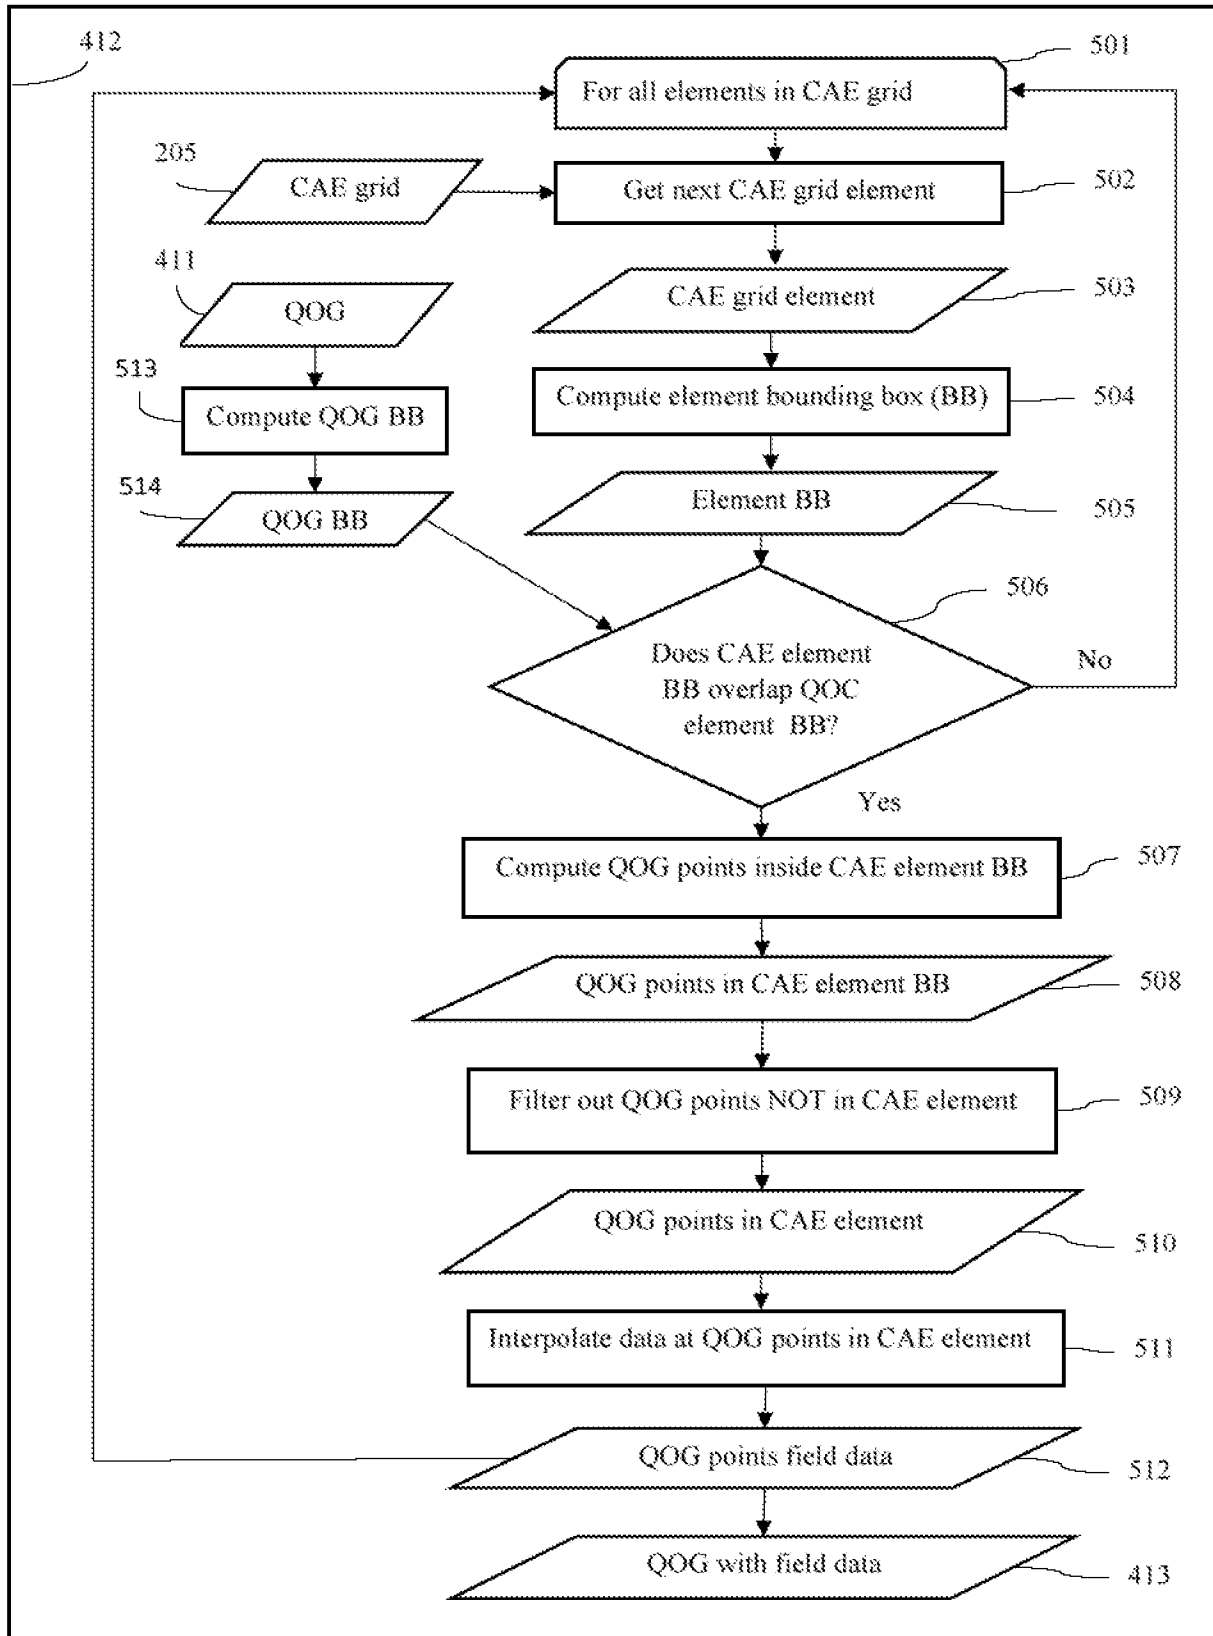 412
501
For all elements in CAE grid
205
CAE grid
Get next CAE grid element
502
411
QOG
CAE grid element
503
513
Compute QOG BB
Compute element bounding box (BB)
504
514
QOG BB
Element BB
505
506
Does CAE element
BB overlap QOC
element BB?
No
Yes
Compute QOG points inside CAE element BB
507
QOG points in CAE element BB
508
Filter out QOG points NOT in CAE element
509
QOG points in CAE element
510
Interpolate data at QOG points in CAE element
511
QOG points field data
512
QOG with field data
413